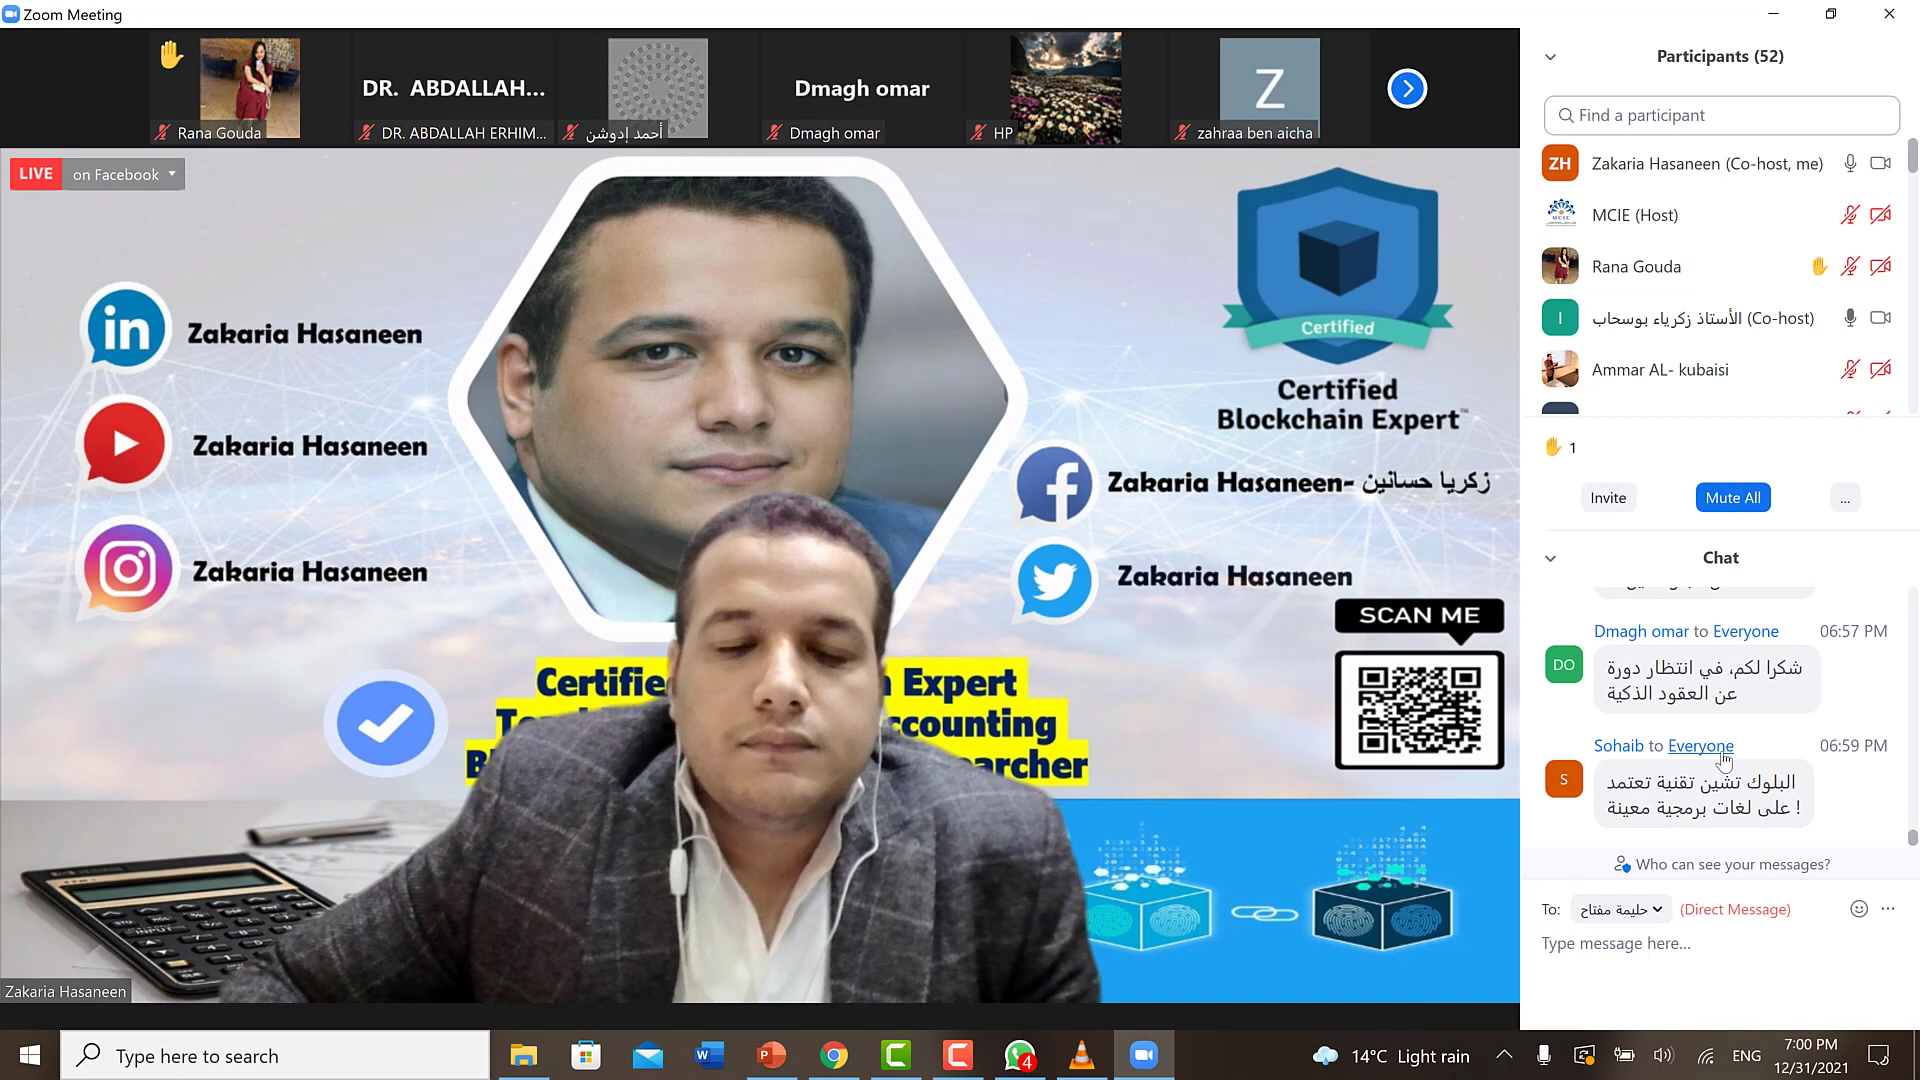 Zoom Meeting
DR. ABDALLAH...
Dmagh omar
Z
Rana Gouda
DR. ABDALLAH ERHIM...
أحمد إدوشن
Dmagh omar
HP
zahraa ben aicha
LIVE
on Facebook
in
Zakaria Hasaneen
Zakaria Hasaneen
Zakaria Hasaneen
Certified
Certified
Blockchain Expert™
Zakaria Hasaneen- زكريا حسانين
Zakaria Hasaneen
SCAN ME
Expert
Zakaria Hasaneen
Participants (52)
Find a participant
ZH
Zakaria Hasaneen (Co-host, me)
MCIE (Host)
Rana Gouda
I
الأستاذ زكرياء بوسحاب (Co-host)
Ammar AL- kubaisi
1
Invite
Mute All
...
Chat
Dmagh omar to Everyone
06:57 PM
DO
شكرا لكم، في انتظار دورة
عن العقود الذكية
Sohaib to Everyone
06:59 PM
S
البلوك تشين تقنية تعتمد
على لغات برمجية معينة !
Who can see your messages?
To:
حليمة مفتاح
(Direct Message)
Type message here...
Type here to search
4
14°C Light rain
ENG
7:00 PM
12/31/2021